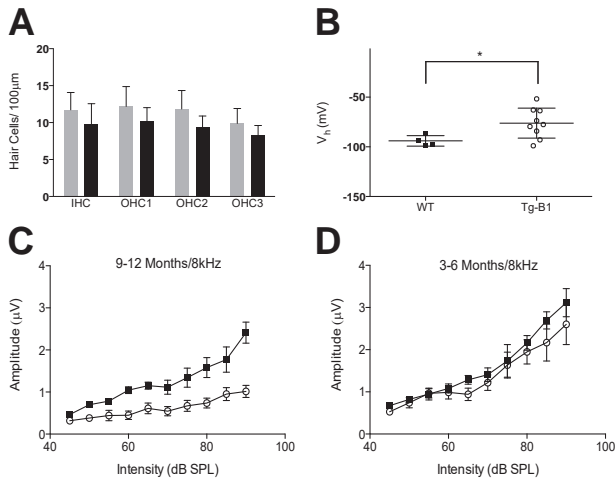 A
Hair Cells/ 100µm
20
15
10
5
0
IHC OHC1 OHC2 OHC3
B
*
V_h (mV)
-50
-100
-150
WT Tg-B1
C
9-12 Months/8kHz
Amplitude (µV)
4
3
2
1
0
40 60 80 100
Intensity (dB SPL)
D
3-6 Months/8kHz
Amplitude (µV)
4
3
2
1
0
40 60 80 100
Intensity (dB SPL)